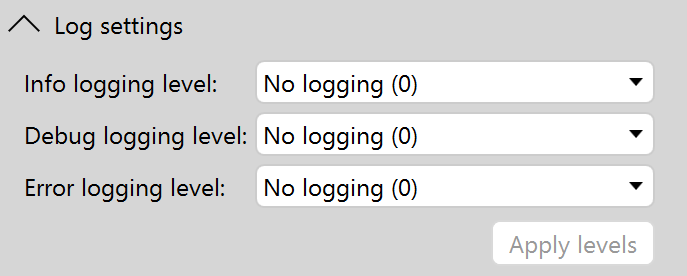 Log settings
Info logging level: No logging (0)
Debug logging level: No logging (0)
Error logging level: No logging (0)
Apply levels